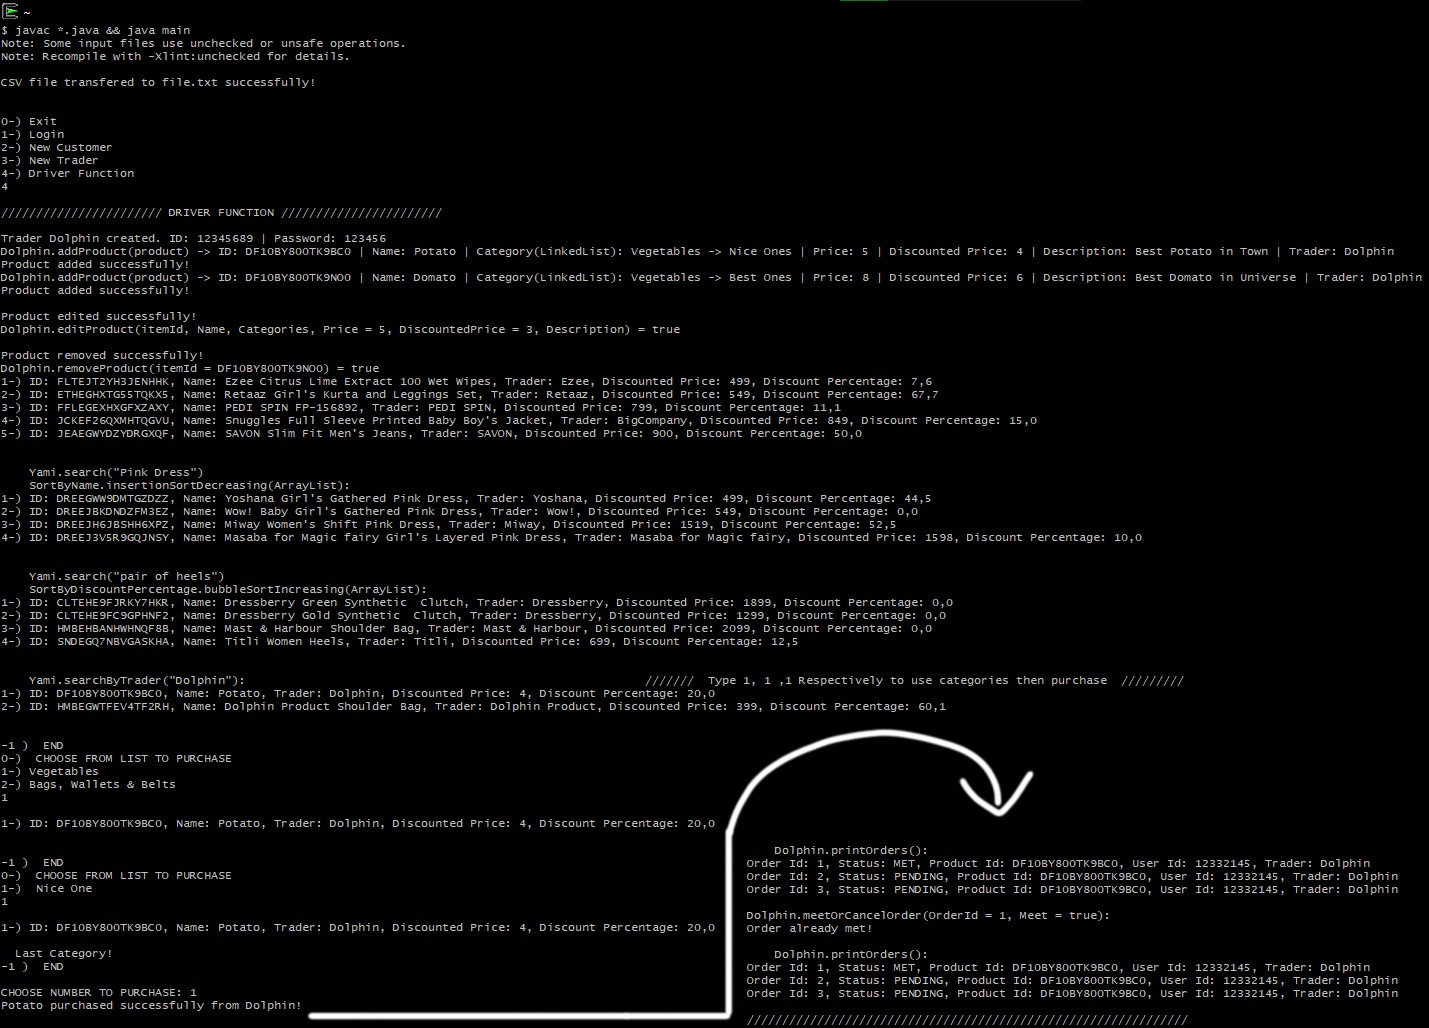 ~
$ javac *.java && java main
Note: Some input files use unchecked or unsafe operations.
Note: Recompile with -Xlint:unchecked for details.
CSV file transfered to file.txt successfully!
0-) Exit
1-) Login
2-) New Customer
3-) New Trader
4-) Driver Function
4
/////////////////////// DRIVER FUNCTION ///////////////////////
Trader Dolphin created. ID: 12345689 | Password: 123456
Dolphin.addProduct(product) -> ID: DF10BY800TK9BC0 | Name: Potato | Category(LinkedList): Vegetables -> Nice Ones | Price: 5 | Discounted Price: 4 | Description: Best Potato in Town | Trader: Dolphin
Product added successfully!
Dolphin.addProduct(product) -> ID: DF10BY800TK9N00 | Name: Domato | Category(LinkedList): Vegetables -> Best Ones | Price: 8 | Discounted Price: 6 | Description: Best Domato in Universe | Trader: Dolphin
Product added successfully!
Product edited successfully!
Dolphin.editProduct(itemId, Name, Categories, Price = 5, DiscountedPrice = 3, Description) = true
Product removed successfully!
Dolphin.removeProduct(itemId = DF10BY800TK9N00) = true
1-) ID: FLTEJT2YH3JENHHK, Name: Ezee Citrus Lime Extract 100 Wet Wipes, Trader: Ezee, Discounted Price: 499, Discount Percentage: 7,6
2-) ID: ETHEGHXTG55TQKX5, Name: Retaaz Girl's Kurta and Leggings Set, Trader: Retaaz, Discounted Price: 549, Discount Percentage: 67,7
3-) ID: FFLEGEXHXGFXZAXY, Name: PEDI SPIN FP-156892, Trader: PEDI SPIN, Discounted Price: 799, Discount Percentage: 11,1
4-) ID: JCKEF26QXMHTQGVU, Name: Snuggles Full Sleeve Printed Baby Boy's Jacket, Trader: BigCompany, Discounted Price: 849, Discount Percentage: 15,0
5-) ID: JEAEGWYDZYDRGXQF, Name: SAVON Slim Fit Men's Jeans, Trader: SAVON, Discounted Price: 900, Discount Percentage: 50,0
Yami.search("Pink Dress")
SortByName.insertionSortDecreasing(ArrayList):
1-) ID: DREEGWW9DMTGZDZZ, Name: Yoshana Girl's Gathered Pink Dress, Trader: Yoshana, Discounted Price: 499, Discount Percentage: 44,5
2-) ID: DREEJBKDNDZFM3EZ, Name: Wow! Baby Girl's Gathered Pink Dress, Trader: Wow!, Discounted Price: 549, Discount Percentage: 0,0
3-) ID: DREEJH6JBSHH6XPZ, Name: Miway Women's Shift Pink Dress, Trader: Miway, Discounted Price: 1519, Discount Percentage: 52,5
4-) ID: DREEJ3V5R9GQJNSY, Name: Masaba for Magic fairy Girl's Layered Pink Dress, Trader: Masaba for Magic fairy, Discounted Price: 1598, Discount Percentage: 10,0
Yami.search("pair of heels")
SortByDiscountPercentage.bubbleSortIncreasing(ArrayList):
1-) ID: CLTEHE9FJRKY7HKR, Name: Dressberry Green Synthetic  Clutch, Trader: Dressberry, Discounted Price: 1899, Discount Percentage: 0,0
2-) ID: CLTEHE9FC9GPHNF2, Name: Dressberry Gold Synthetic  Clutch, Trader: Dressberry, Discounted Price: 1299, Discount Percentage: 0,0
3-) ID: HMBEHBANHWHNQF8B, Name: Mast & Harbour Shoulder Bag, Trader: Mast & Harbour, Discounted Price: 2099, Discount Percentage: 0,0
4-) ID: SNDEGQ7NBVGASKHA, Name: Titli Women Heels, Trader: Titli, Discounted Price: 699, Discount Percentage: 12,5
Yami.searchByTrader("Dolphin"): /////// Type 1, 1 ,1 Respectively to use categories then purchase /////////
1-) ID: DF10BY800TK9BC0, Name: Potato, Trader: Dolphin, Discounted Price: 4, Discount Percentage: 20,0
2-) ID: HMBEGWTFEV4TF2RH, Name: Dolphin Product Shoulder Bag, Trader: Dolphin Product, Discounted Price: 399, Discount Percentage: 60,1
-1 )  END
0-)  CHOOSE FROM LIST TO PURCHASE
1-) Vegetables
2-) Bags, Wallets & Belts
1
1-) ID: DF10BY800TK9BC0, Name: Potato, Trader: Dolphin, Discounted Price: 4, Discount Percentage: 20,0
-1 )  END
0-)  CHOOSE FROM LIST TO PURCHASE
1-)  Nice One
1
1-) ID: DF10BY800TK9BC0, Name: Potato, Trader: Dolphin, Discounted Price: 4, Discount Percentage: 20,0
Last Category!
-1 )  END
CHOOSE NUMBER TO PURCHASE: 1
Potato purchased successfully from Dolphin!
Dolphin.printOrders():
Order Id: 1, Status: MET, Product Id: DF10BY800TK9BC0, User Id: 12332145, Trader: Dolphin
Order Id: 2, Status: PENDING, Product Id: DF10BY800TK9BC0, User Id: 12332145, Trader: Dolphin
Order Id: 3, Status: PENDING, Product Id: DF10BY800TK9BC0, User Id: 12332145, Trader: Dolphin
Dolphin.meetOrCancelOrder(OrderId = 1, Meet = true):
Order already met!
Dolphin.printOrders():
Order Id: 1, Status: MET, Product Id: DF10BY800TK9BC0, User Id: 12332145, Trader: Dolphin
Order Id: 2, Status: PENDING, Product Id: DF10BY800TK9BC0, User Id: 12332145, Trader: Dolphin
Order Id: 3, Status: PENDING, Product Id: DF10BY800TK9BC0, User Id: 12332145, Trader: Dolphin
///////////////////////////////////////////////////////////////